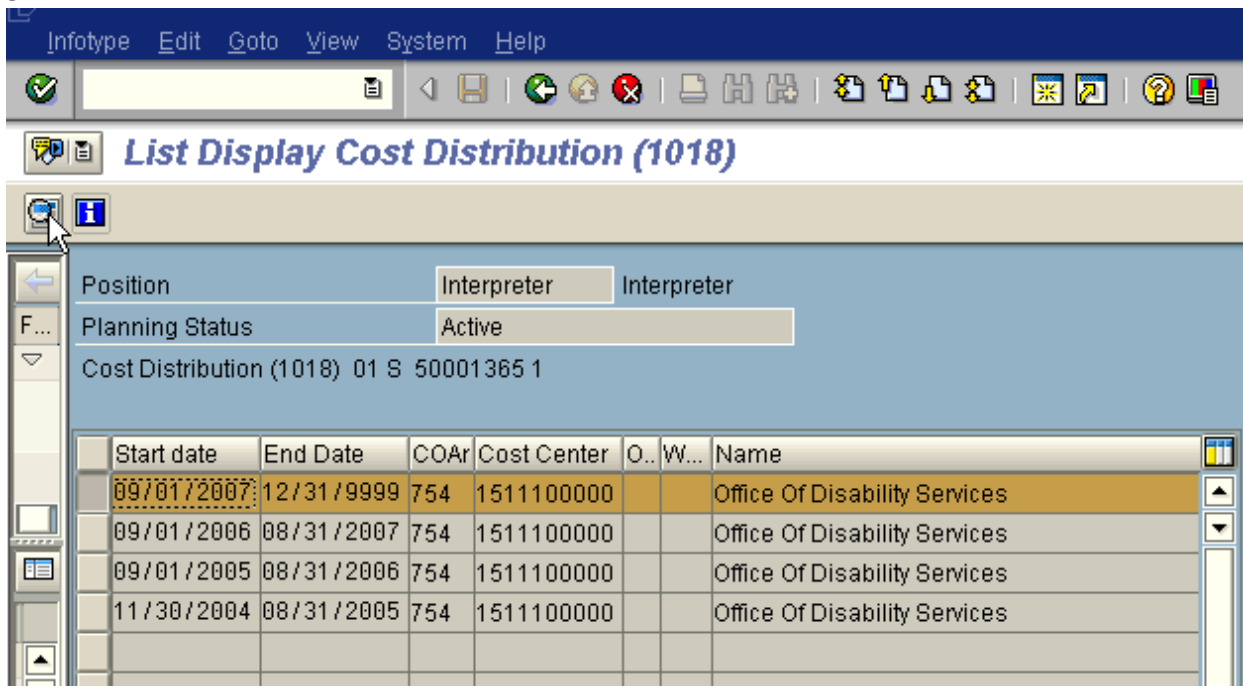 Infotype Edit Goto View System Help
List Display Cost Distribution (1018)
Position Interpreter Interpreter
F... Planning Status Active
Cost Distribution (1018) 01 S 50001365 1
Start date End Date COAr Cost Center O.. W... Name
09/01/2007 12/31/9999 754 1511100000 Office Of Disability Services
09/01/2006 08/31/2007 754 1511100000 Office Of Disability Services
09/01/2005 08/31/2006 754 1511100000 Office Of Disability Services
11/30/2004 08/31/2005 754 1511100000 Office Of Disability Services